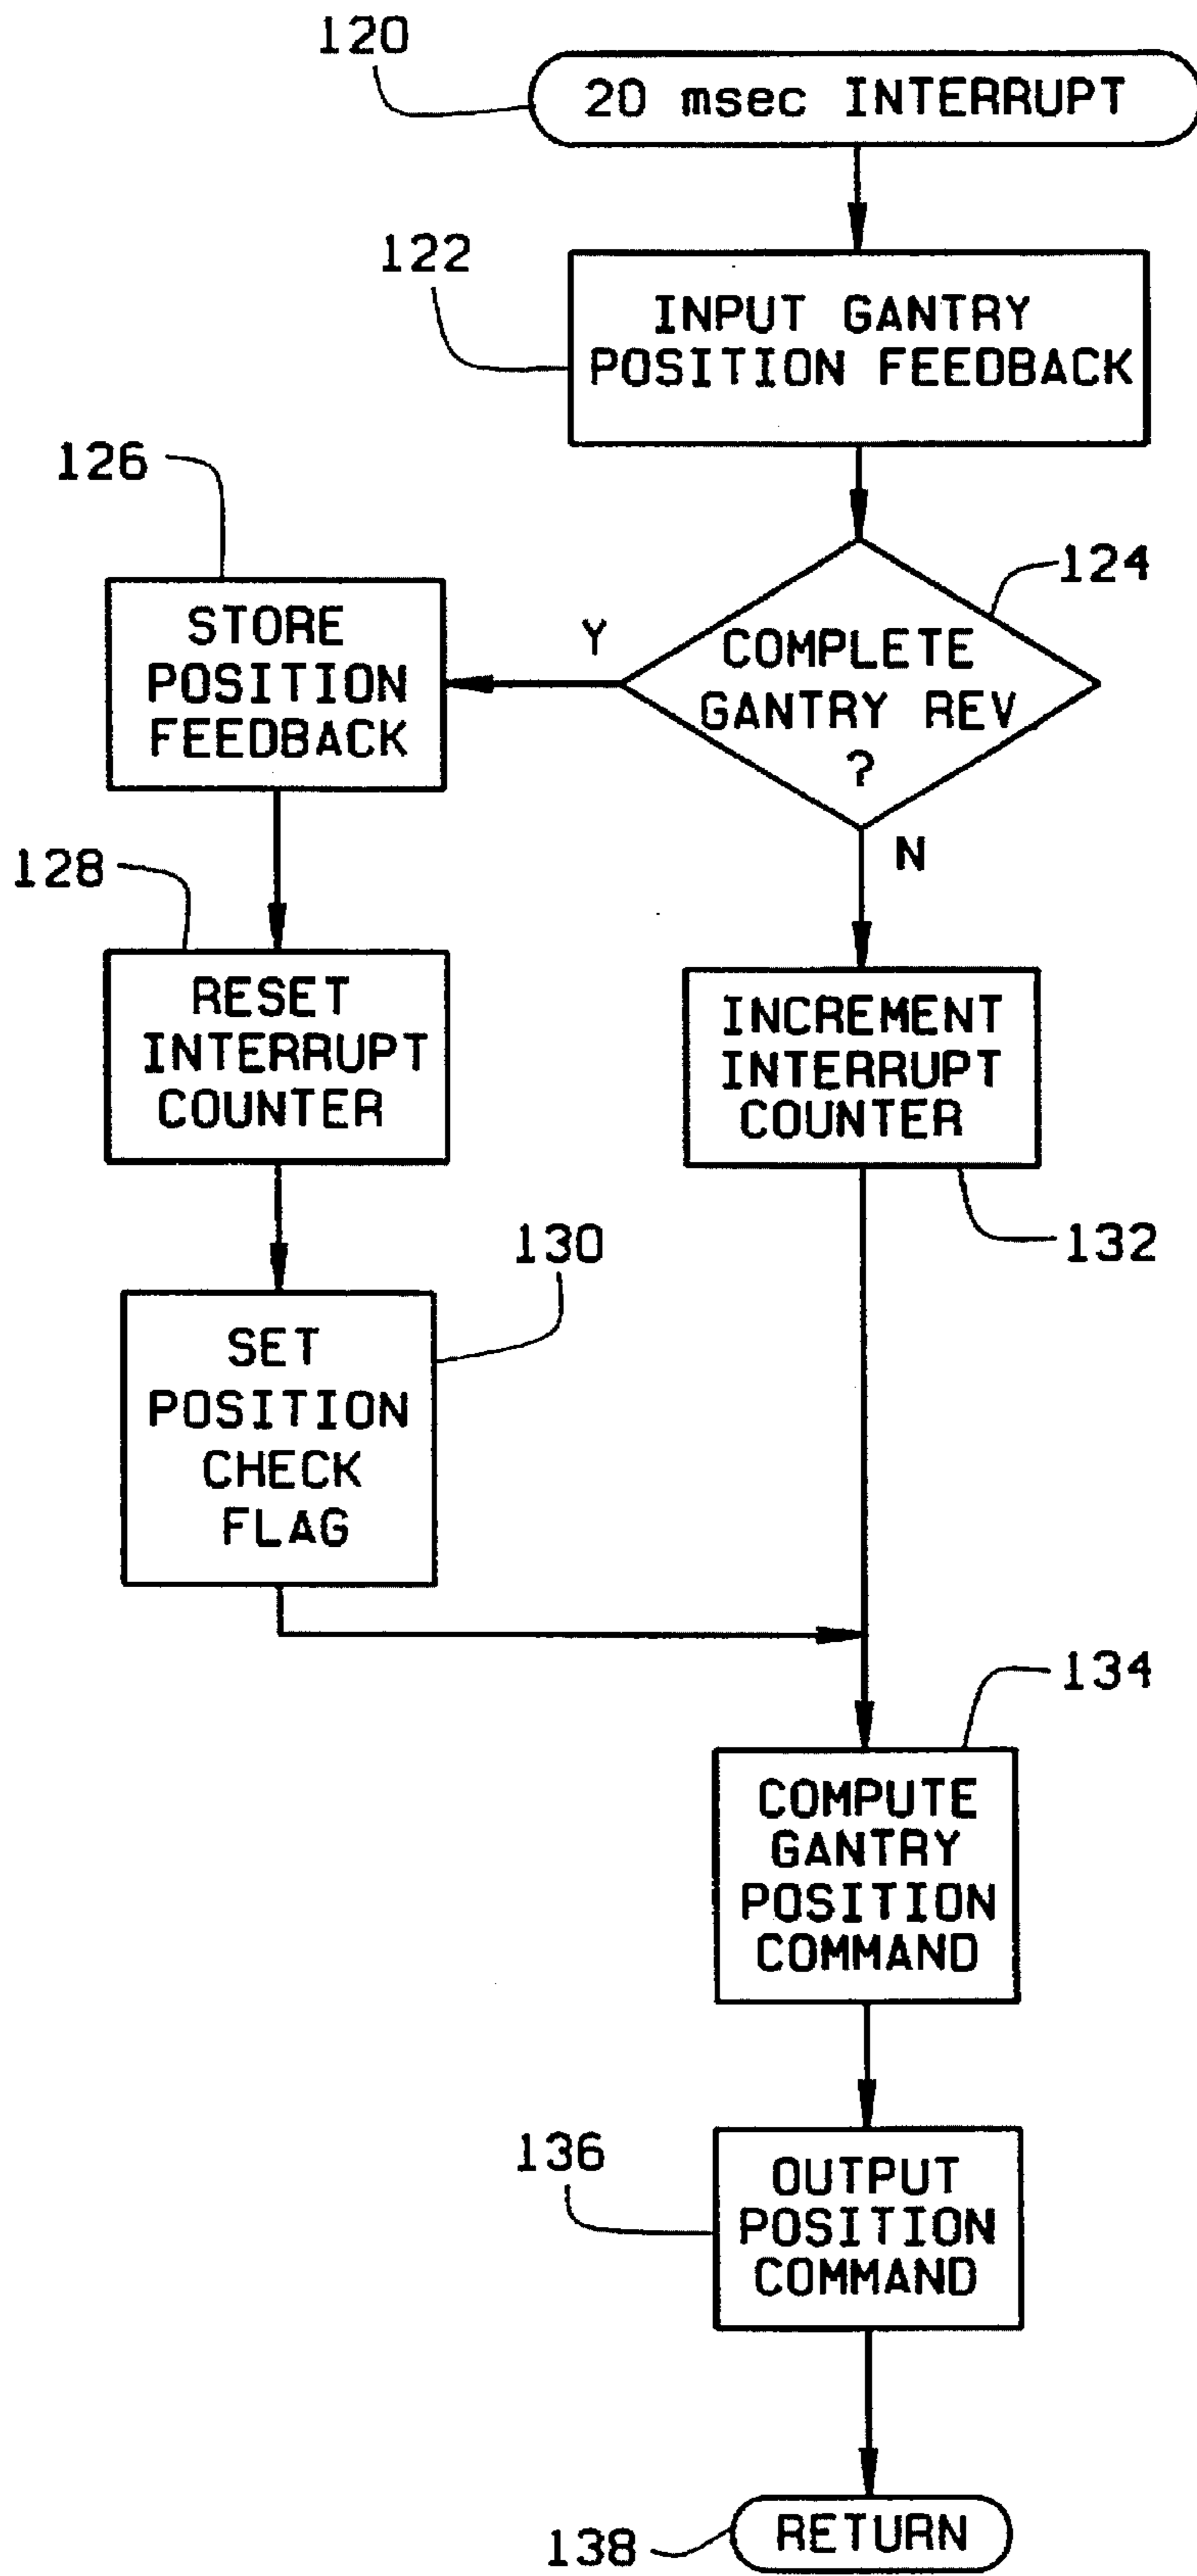 120
20 msec INTERRUPT
122
INPUT GANTRY
POSITION FEEDBACK
126
124
STORE
POSITION
FEEDBACK
Y
COMPLETE
GANTRY REV
?
N
128
RESET
INTERRUPT
COUNTER
INCREMENT
INTERRUPT
COUNTER
132
130
SET
POSITION
CHECK
FLAG
134
COMPUTE
GANTRY
POSITION
COMMAND
136
OUTPUT
POSITION
COMMAND
138
RETURN